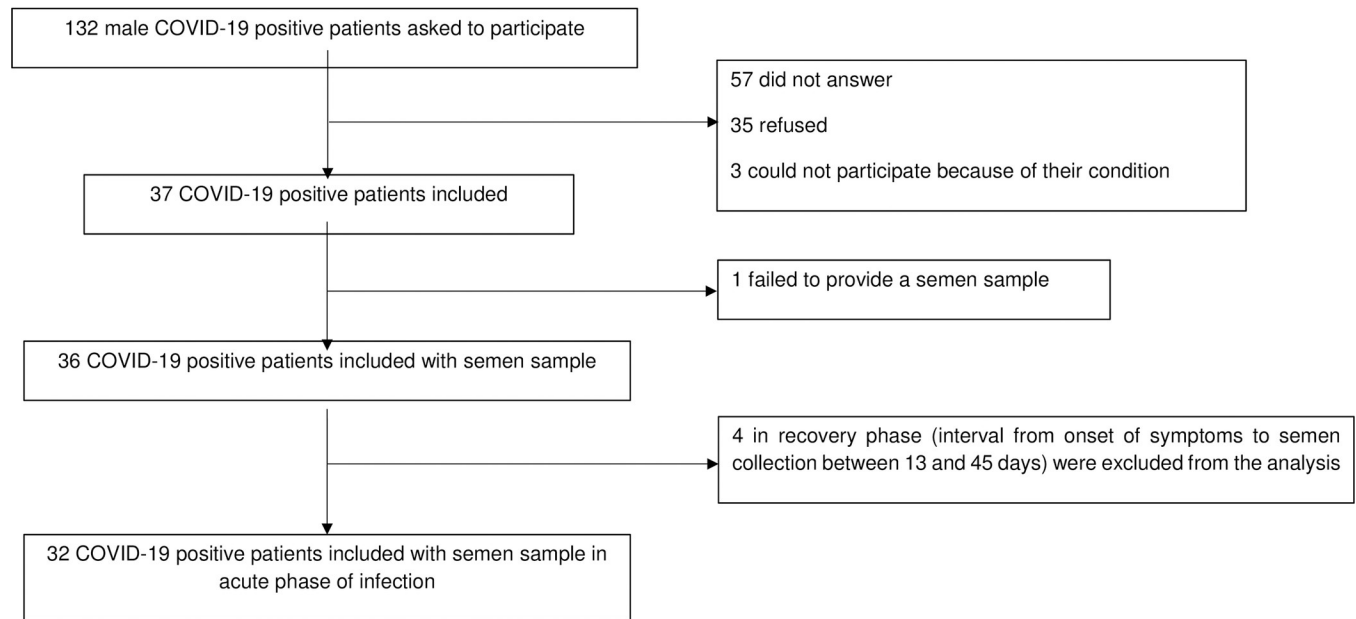 132 male COVID-19 positive patients asked to participate
57 did not answer
35 refused
3 could not participate because of their condition
37 COVID-19 positive patients included
1 failed to provide a semen sample
36 COVID-19 positive patients included with semen sample
4 in recovery phase (interval from onset of symptoms to semen
collection between 13 and 45 days) were excluded from the analysis
32 COVID-19 positive patients included with semen sample in
acute phase of infection